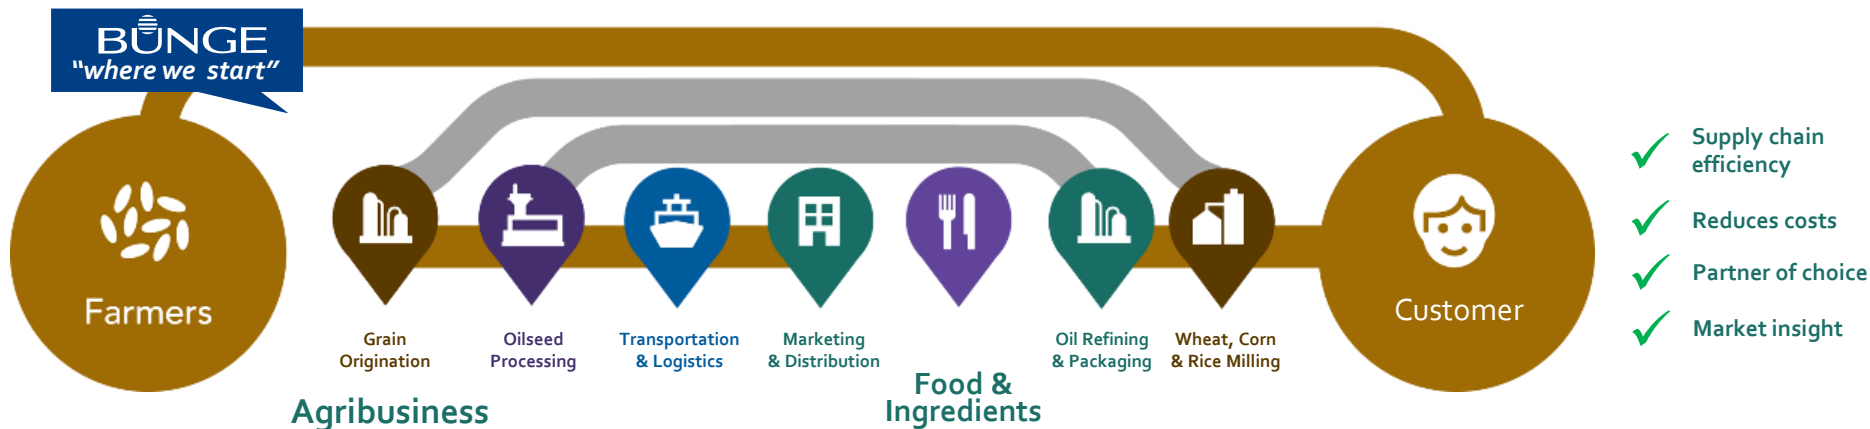 BUNGE
“where we start”
Farmers
Grain
Origination
Oilseed
Processing
Transportation
& Logistics
Marketing
& Distribution
Oil Refining
& Packaging
Wheat, Corn
& Rice Milling
Agribusiness
Food &
Ingredients
Customer
Supply chain
efficiency
Reduces costs
Partner of choice
Market insight